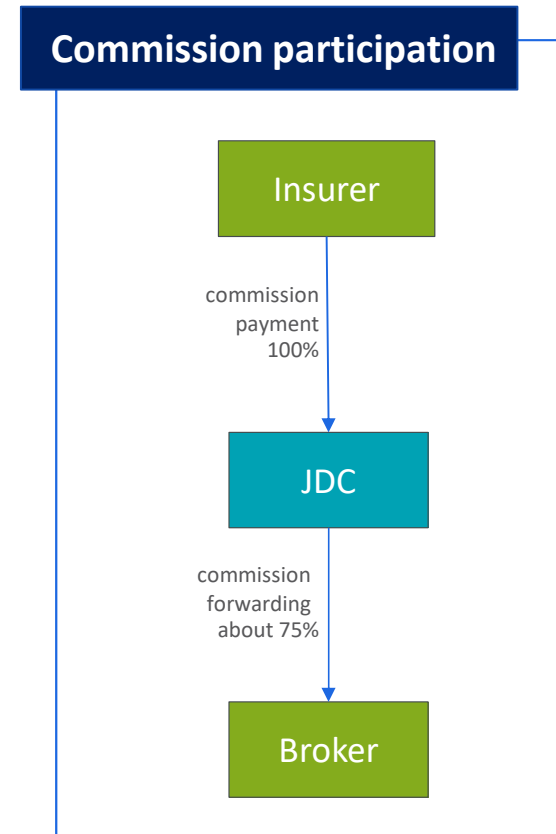 Commission participation
Insurer
commission
payment
100%
JDC
commission
forwarding
about 75%
Broker